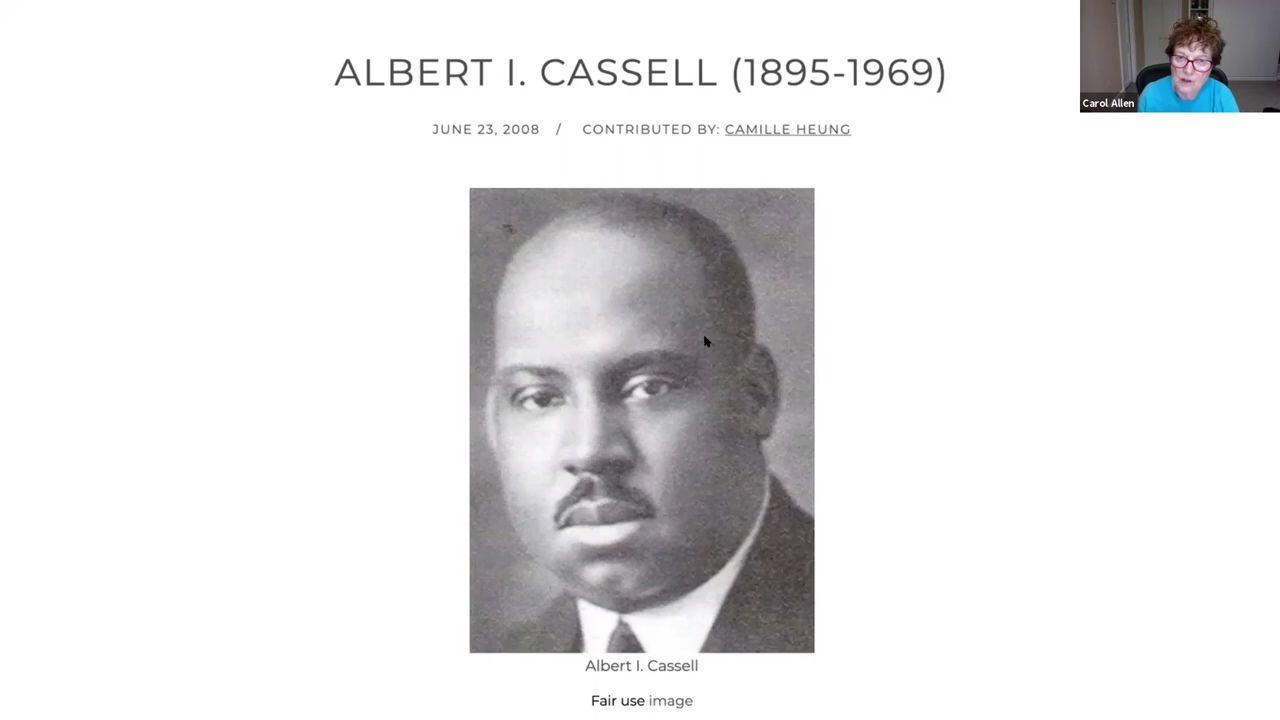 ALBERT I. CASSELL (1895-1969)
JUNE 23, 2008 / CONTRIBUTED BY: CAMILLE HEUNG
Carol Allen
Albert I. Cassell
Fair use image